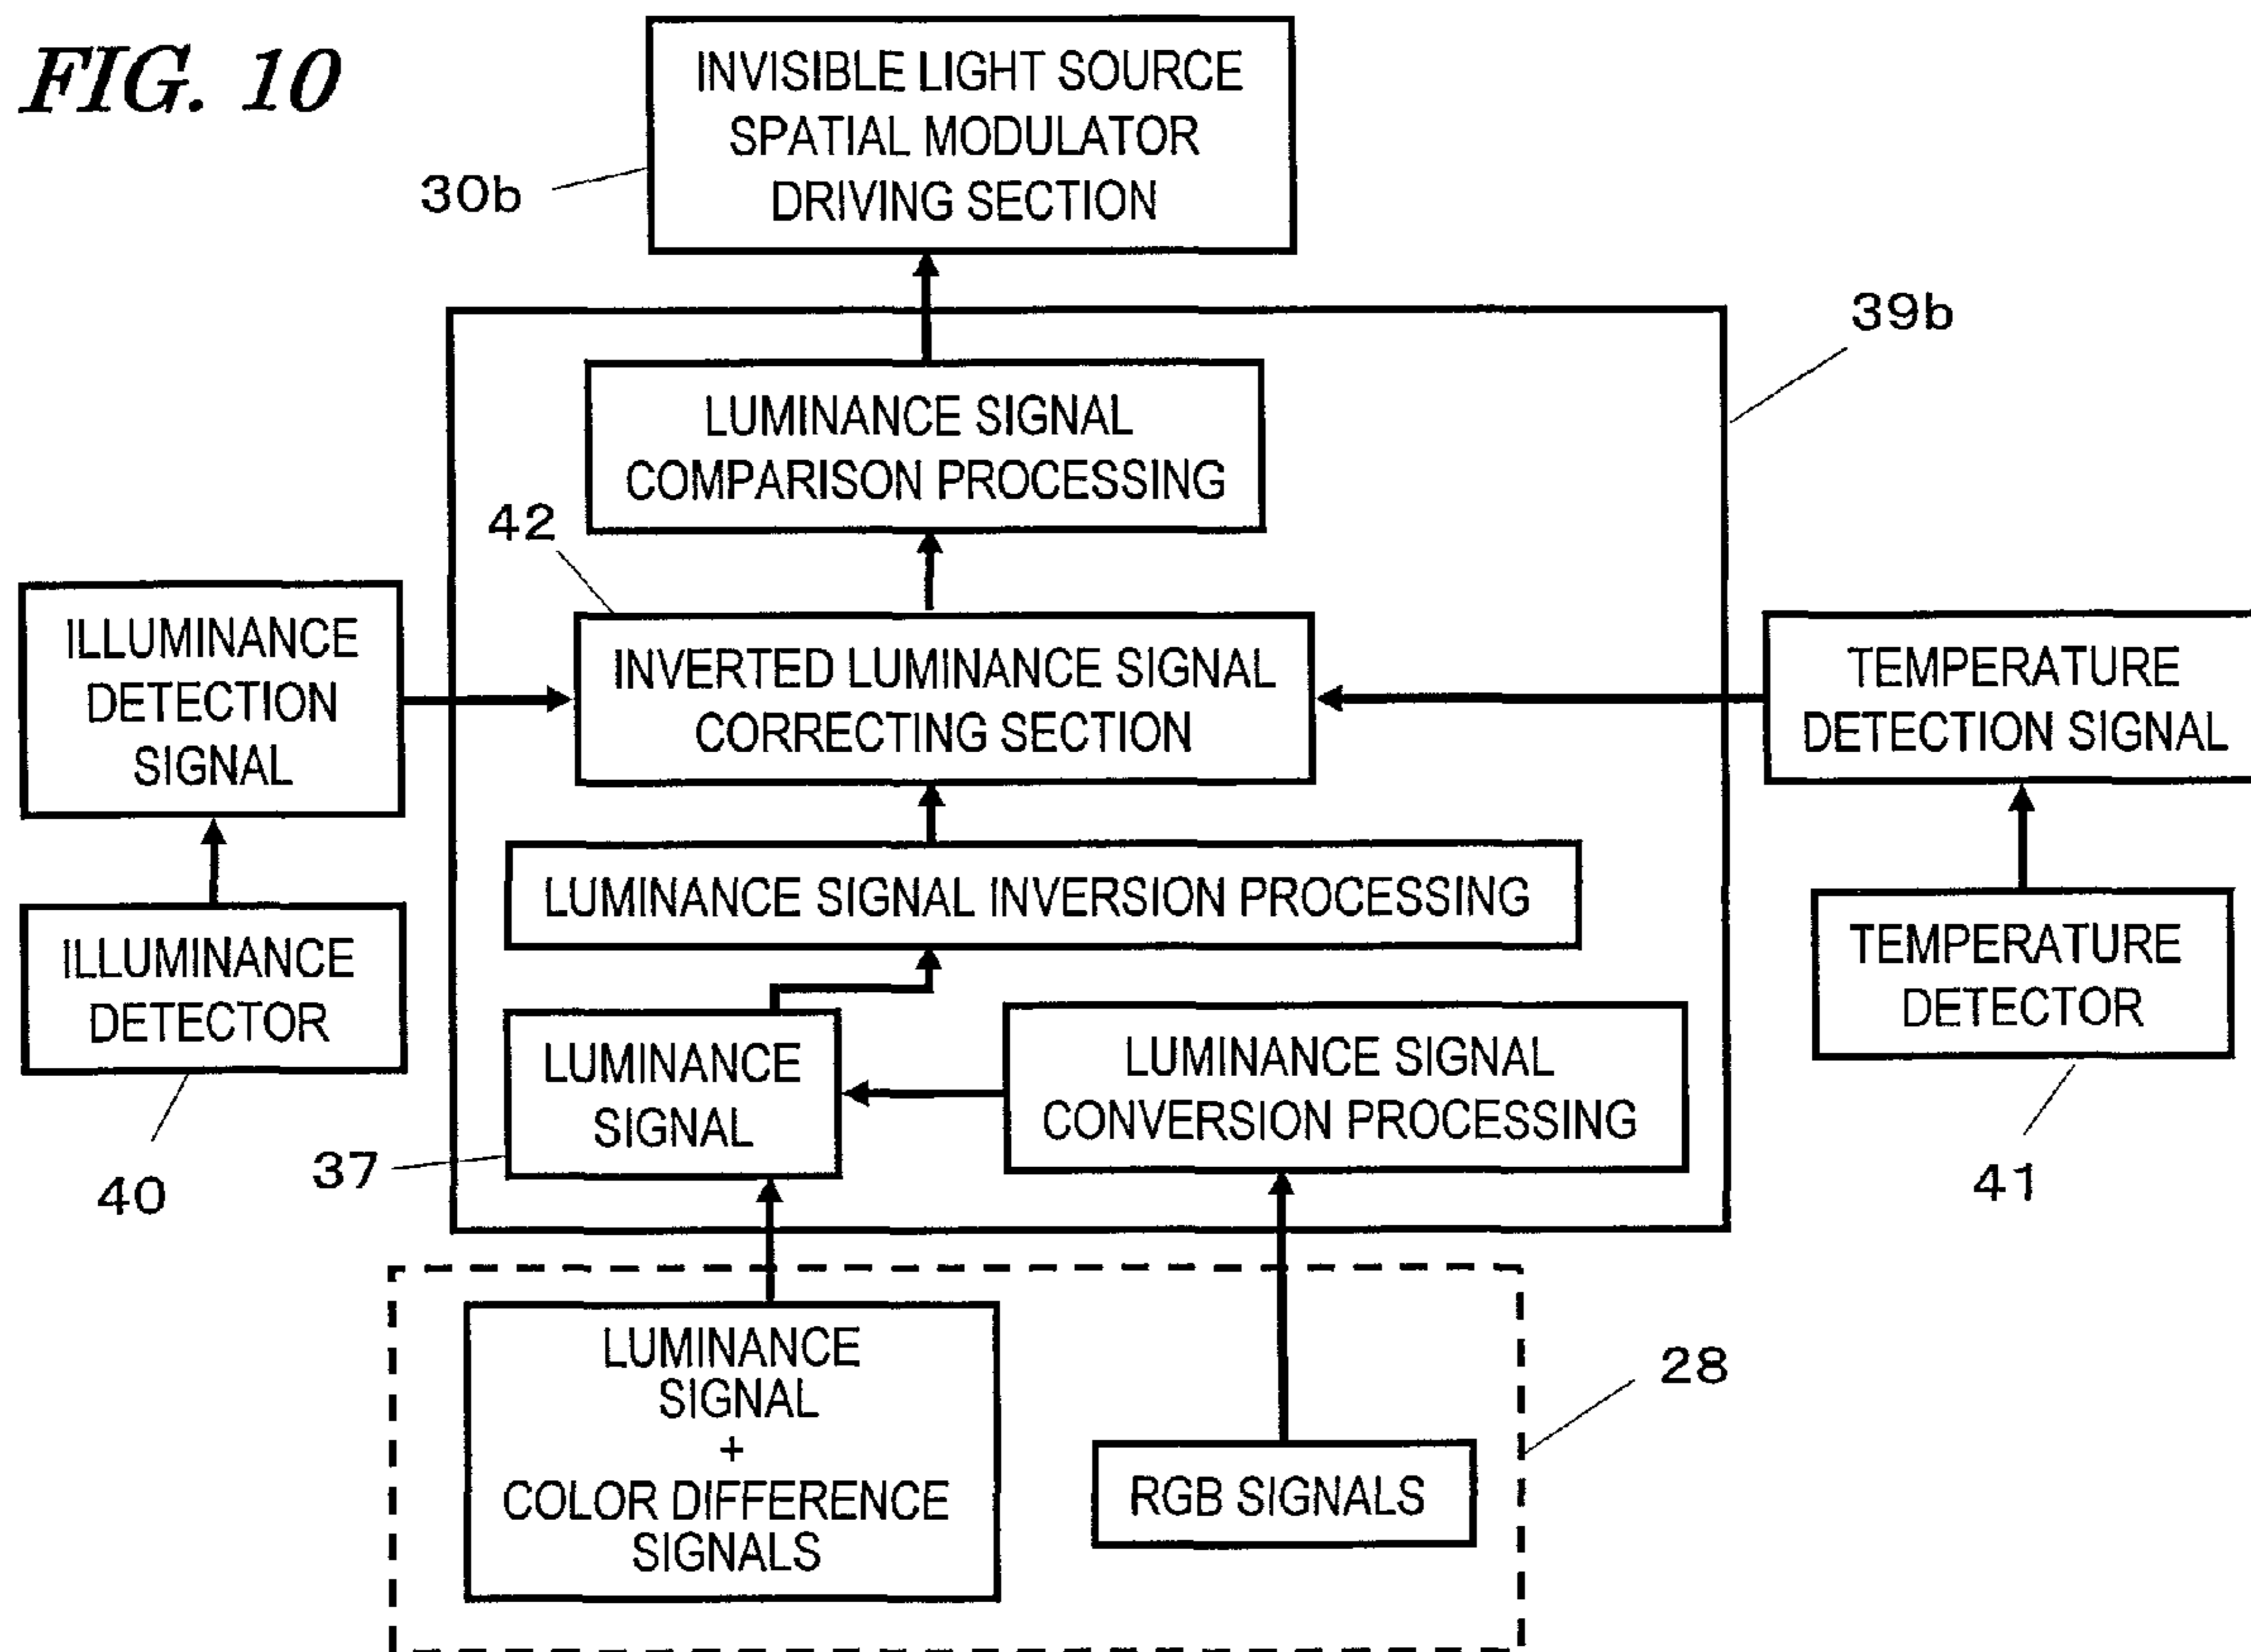 FIG. 10
INVISIBLE LIGHT SOURCE
SPATIAL MODULATOR
DRIVING SECTION
30b
39b
LUMINANCE SIGNAL
COMPARISON PROCESSING
42
ILLUMINANCE
DETECTION
SIGNAL
INVERTED LUMINANCE SIGNAL
CORRECTING SECTION
TEMPERATURE
DETECTION SIGNAL
LUMINANCE SIGNAL INVERSION PROCESSING
ILLUMINANCE
DETECTOR
TEMPERATURE
DETECTOR
LUMINANCE
SIGNAL
LUMINANCE SIGNAL
CONVERSION PROCESSING
37
40
41
LUMINANCE
SIGNAL
+
COLOR DIFFERENCE
SIGNALS
RGB SIGNALS
28